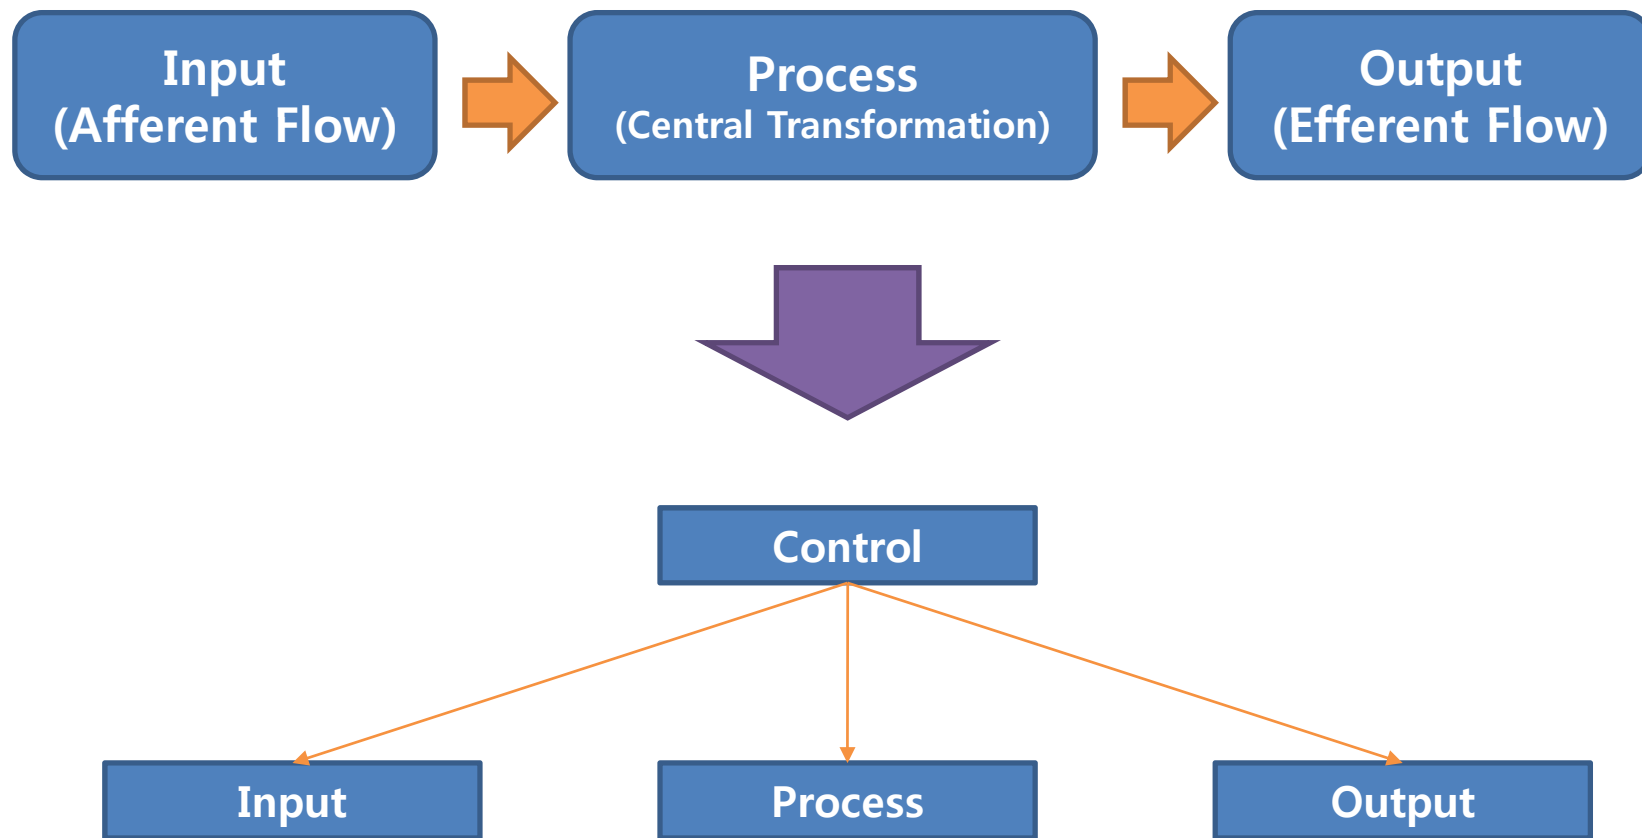 Input
(Afferent Flow)
Process
(Central Transformation)
Output
(Efferent Flow)
Control
Input
Process
Output